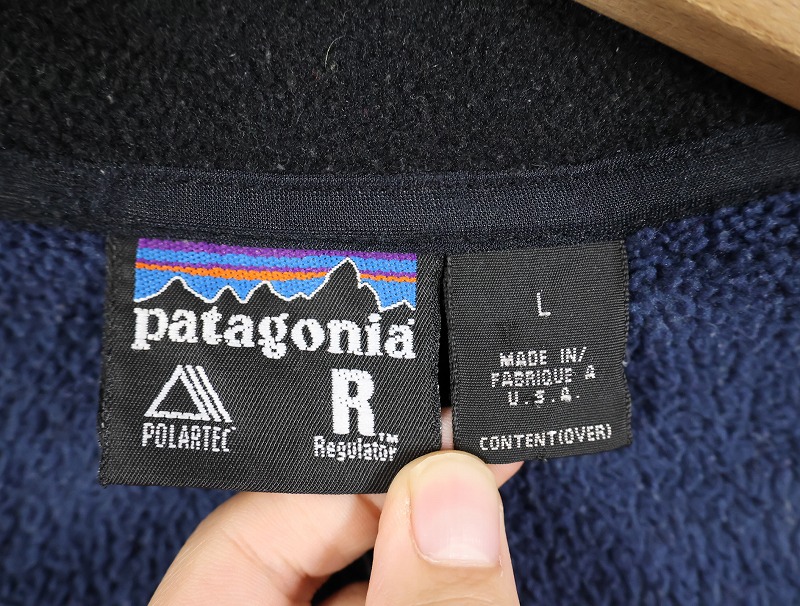 patagonia
POLARTEC
R
Regulator™
L
MADE IN/
FABRIQUE A
U.S.A.
CONTENT(OVER)